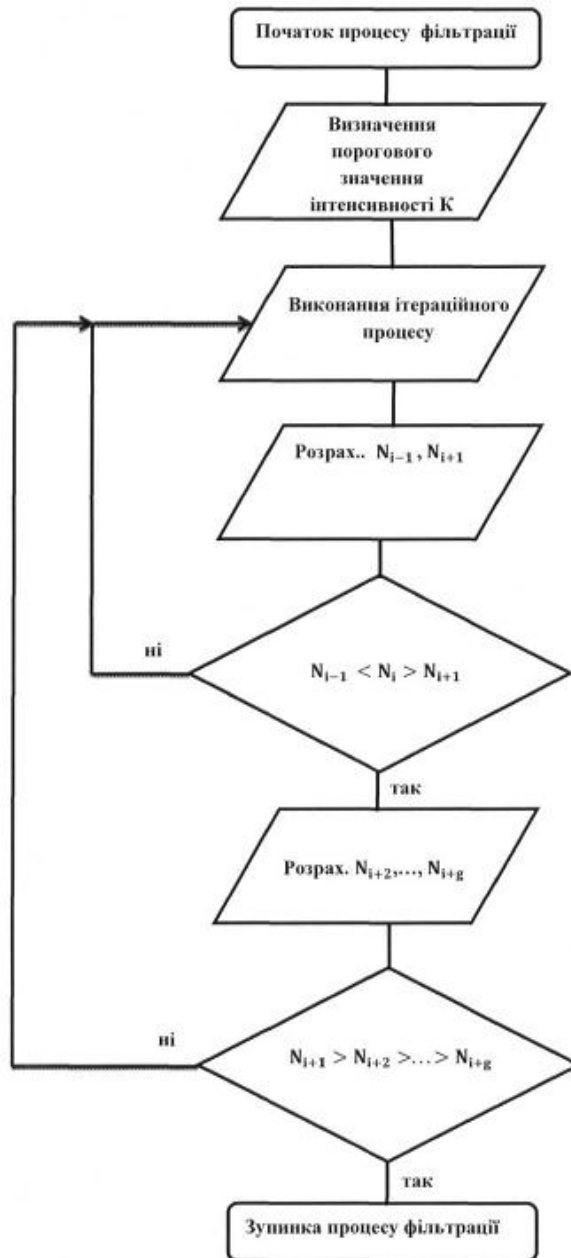 Початок процесу фільтрації
Визначення
порогового
значення
інтенсивності К
Виконання ітераційного
процесу
Розрах.. N_{i−1}, N_{i+1}
ні
N_{i−1} < N_i > N_{i+1}
так
Розрах. N_{i+2},..., N_{i+g}
ні
N_{i+1} > N_{i+2} >...> N_{i+g}
так
Зупинка процесу фільтрації